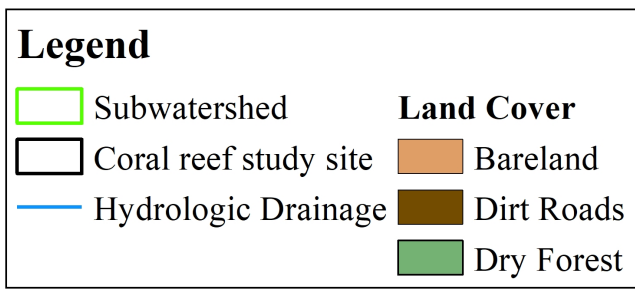 Legend
Subwatershed
Coral reef study site
Hydrologic Drainage
Land Cover
Bareland
Dirt Roads
Dry Forest